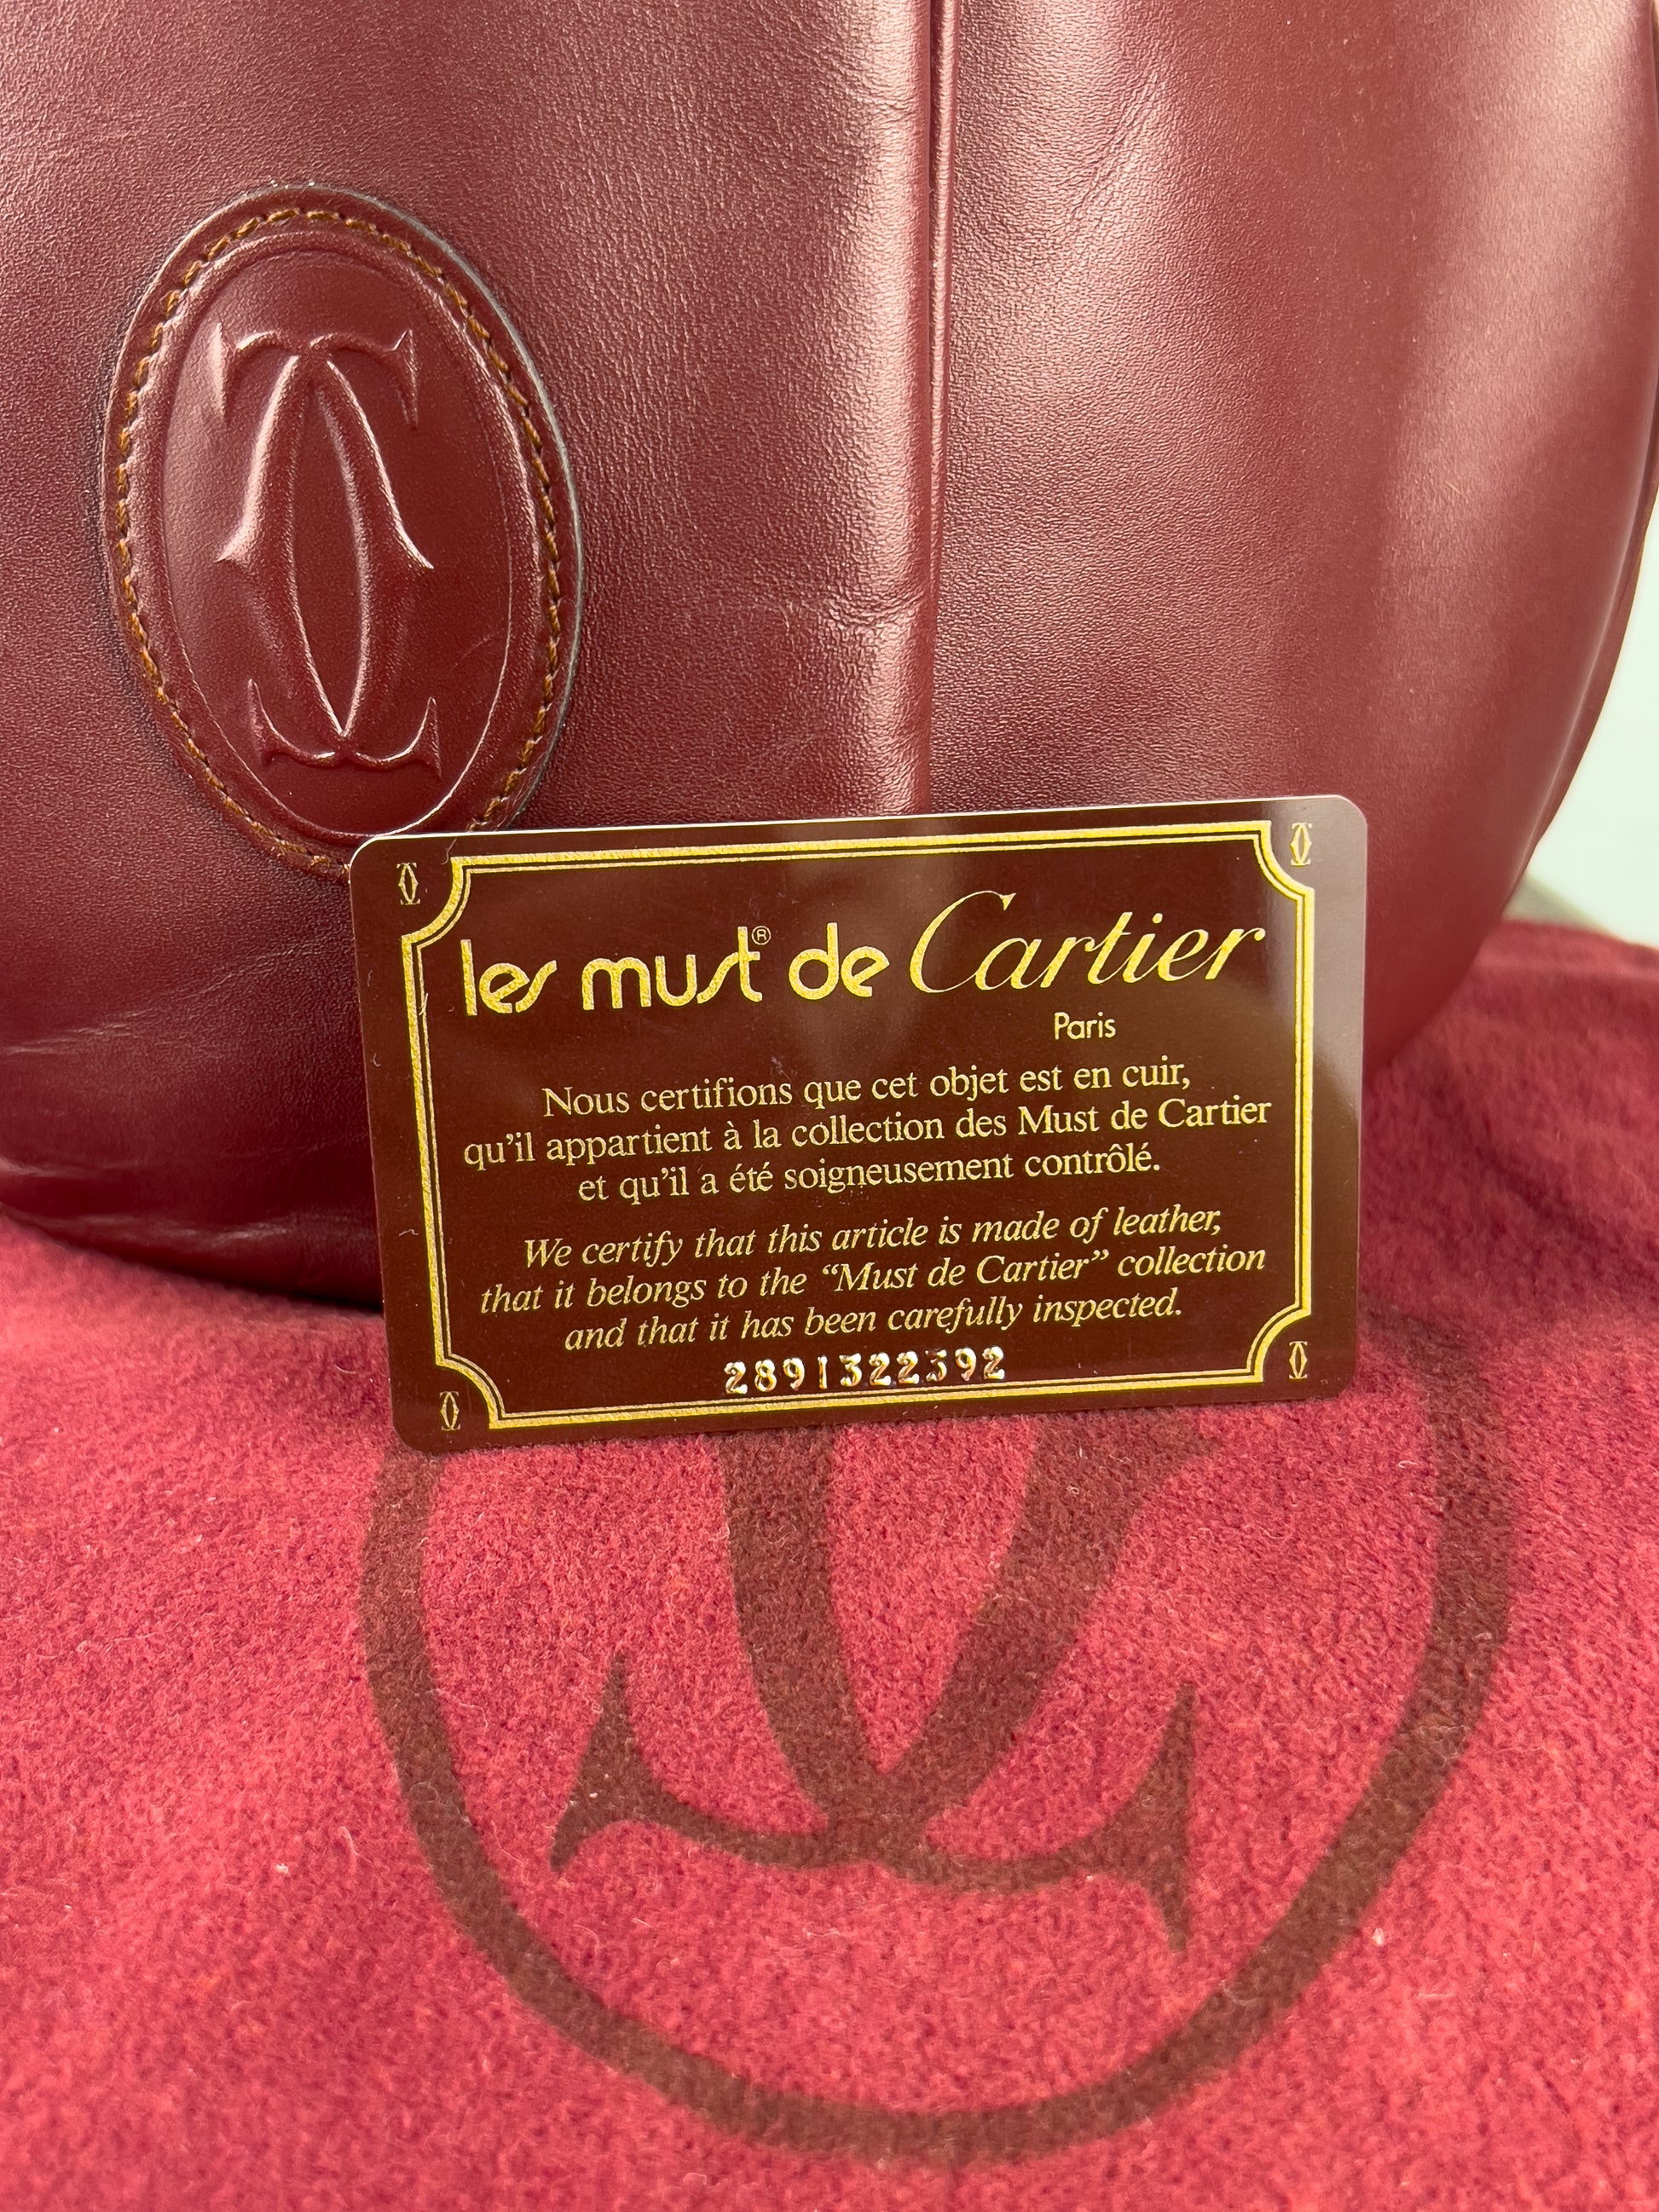 les must® de Cartier
Paris
Nous certifions que cet objet est en cuir,
qu'il appartient à la collection des Must de Cartier
et qu'il a été soigneusement contrôlé.
We certify that this article is made of leather,
that it belongs to the “Must de Cartier” collection
and that it has been carefully inspected.
2891322392